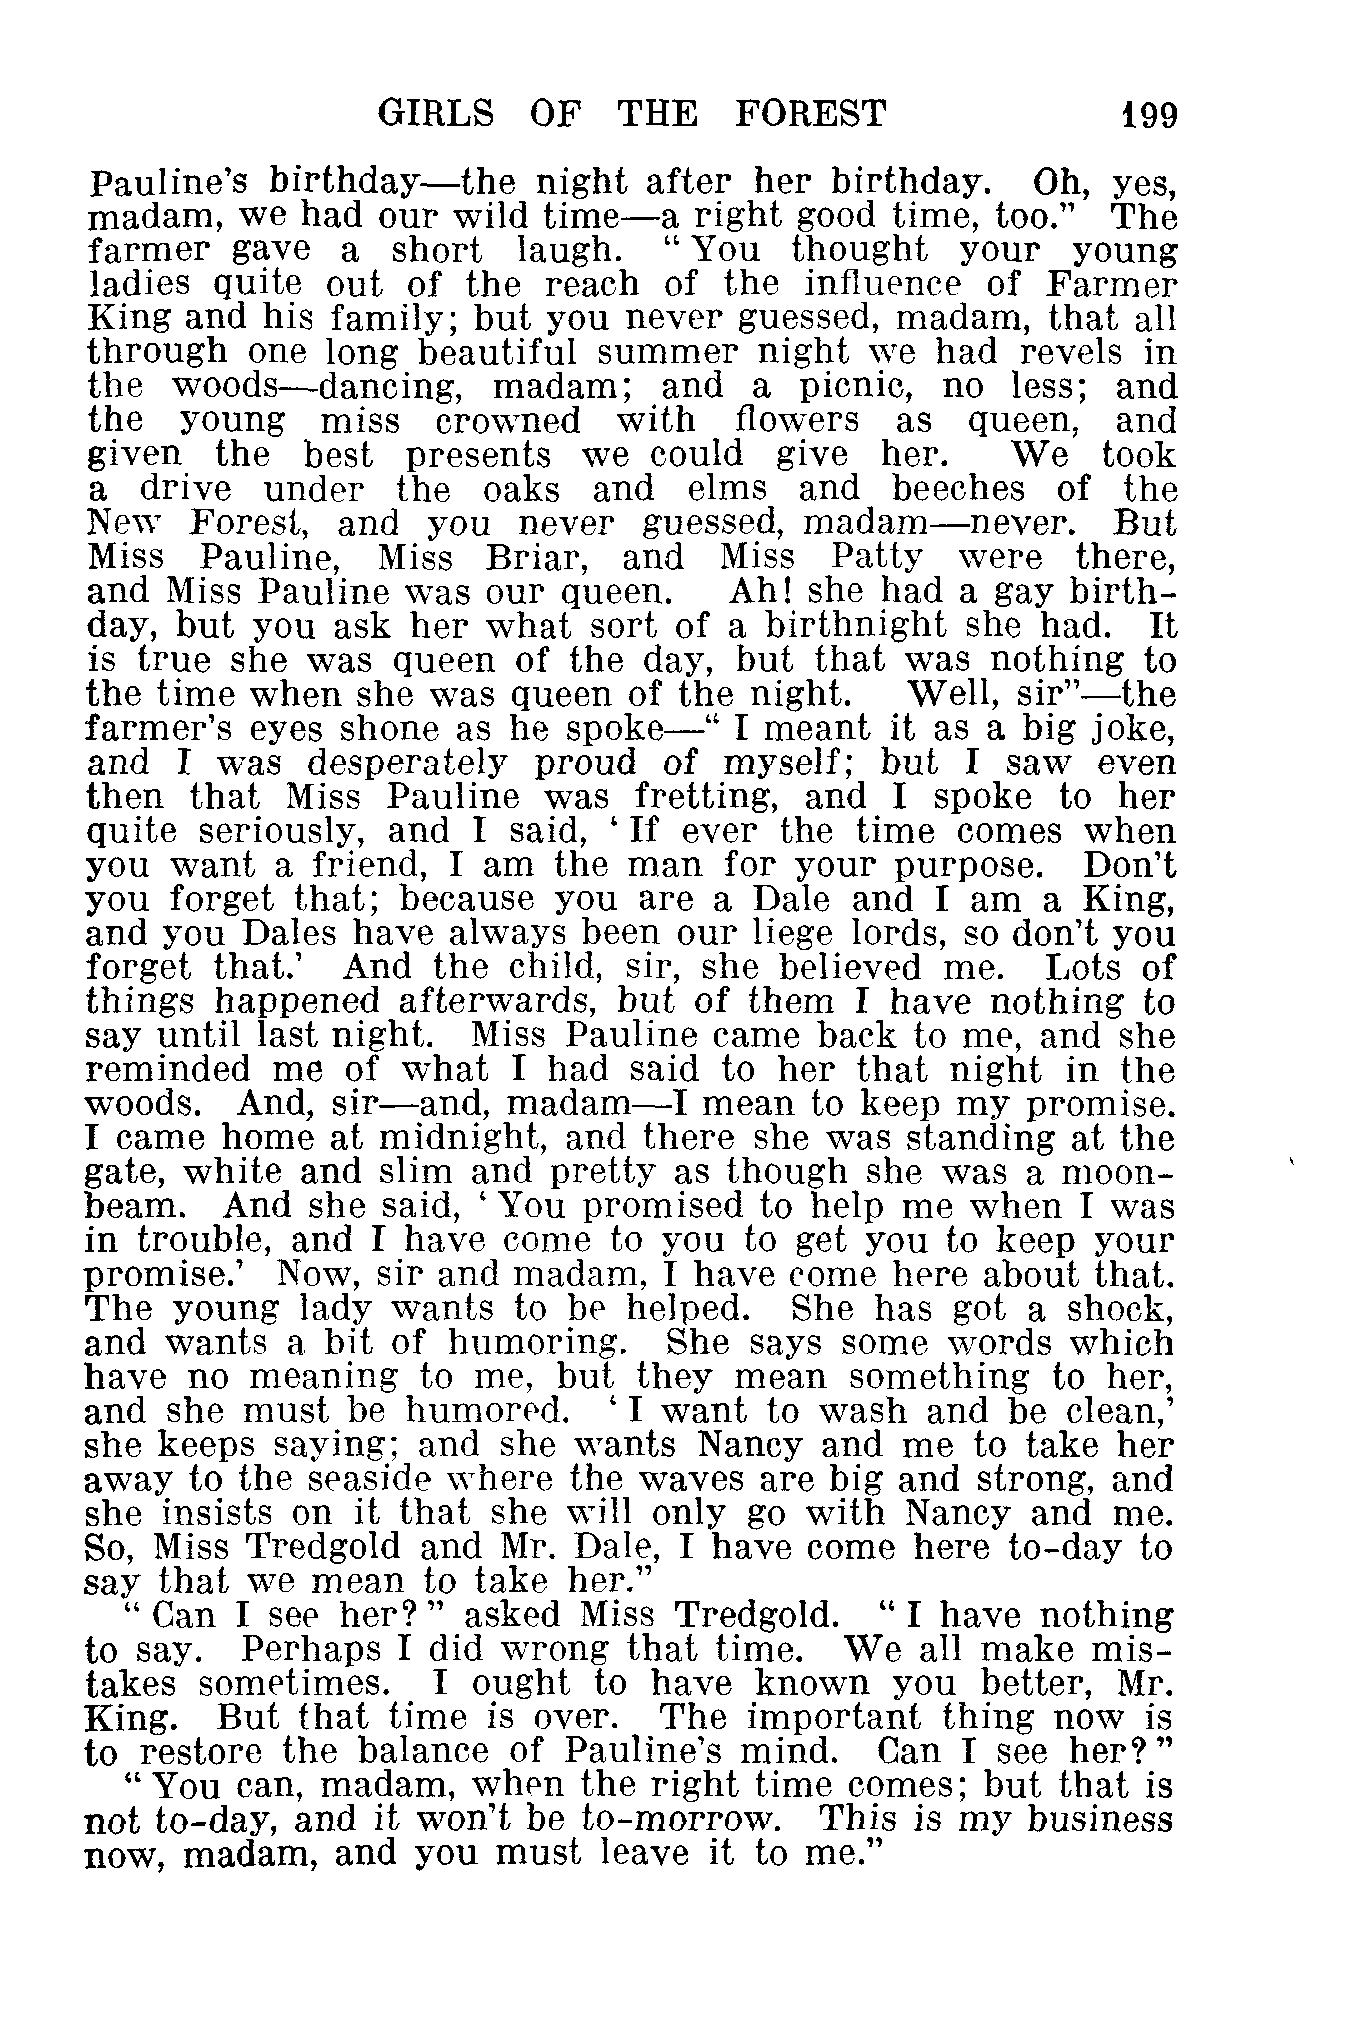 GIRLS OF THE FOREST 199
Pauline's birthday—the night after her birthday. Oh, yes,
madam, we had our wild time—a right good time, too." The
farmer gave a short laugh. "You thought your young
ladies quite out of the reach of the influence of Farmer
King and his family; but you never guessed, madam, that all
through one long beautiful summer night we had revels in
the woods—dancing, madam; and a picnic, no less; and
the young miss crowned with flowers as queen, and
given the best presents we could give her. We took
a drive under the oaks and elms and beeches of the
New Forest, and you never guessed, madam—never. But
Miss Pauline, Miss Briar, and Miss Patty were there,
and Miss Pauline was our queen. Ah! she had a gay birth-
day, but you ask her what sort of a birthnight she had. It
is true she was queen of the day, but that was nothing to
the time when she was queen of the night. Well, sir"—the
farmer's eyes shone as he spoke—"I meant it as a big joke,
and I was desperately proud of myself; but I saw even
then that Miss Pauline was fretting, and I spoke to her
quite seriously, and I said, 'If ever the time comes when
you want a friend, I am the man for your purpose. Don't
you forget that; because you are a Dale and I am a King,
and you Dales have always been our liege lords, so don't you
forget that.' And the child, sir, she believed me. Lots of
things happened afterwards, but of them I have nothing to
say until last night. Miss Pauline came back to me, and she
reminded me of what I had said to her that night in the
woods. And, sir—and, madam—I mean to keep my promise.
I came home at midnight, and there she was standing at the
gate, white and slim and pretty as though she was a moon-
beam. And she said, 'You promised to help me when I was
in trouble, and I have come to you to get you to keep your
promise.' Now, sir and madam, I have come here about that.
The young lady wants to be helped. She has got a shock,
and wants a bit of humoring. She says some words which
have no meaning to me, but they mean something to her,
and she must be humored. 'I want to wash and be clean,'
she keeps saying; and she wants Nancy and me to take her
away to the seaside where the waves are big and strong, and
she insists on it that she will only go with Nancy and me.
So, Miss Tredgold and Mr. Dale, I have come here to-day to
say that we mean to take her."
"Can I see her?" asked Miss Tredgold. "I have nothing
to say. Perhaps I did wrong that time. We all make mis-
takes sometimes. I ought to have known you better, Mr.
King. But that time is over. The important thing now is
to restore the balance of Pauline's mind. Can I see her?"
"You can, madam, when the right time comes; but that is
not to-day, and it won't be to-morrow. This is my business
now, madam, and you must leave it to me."